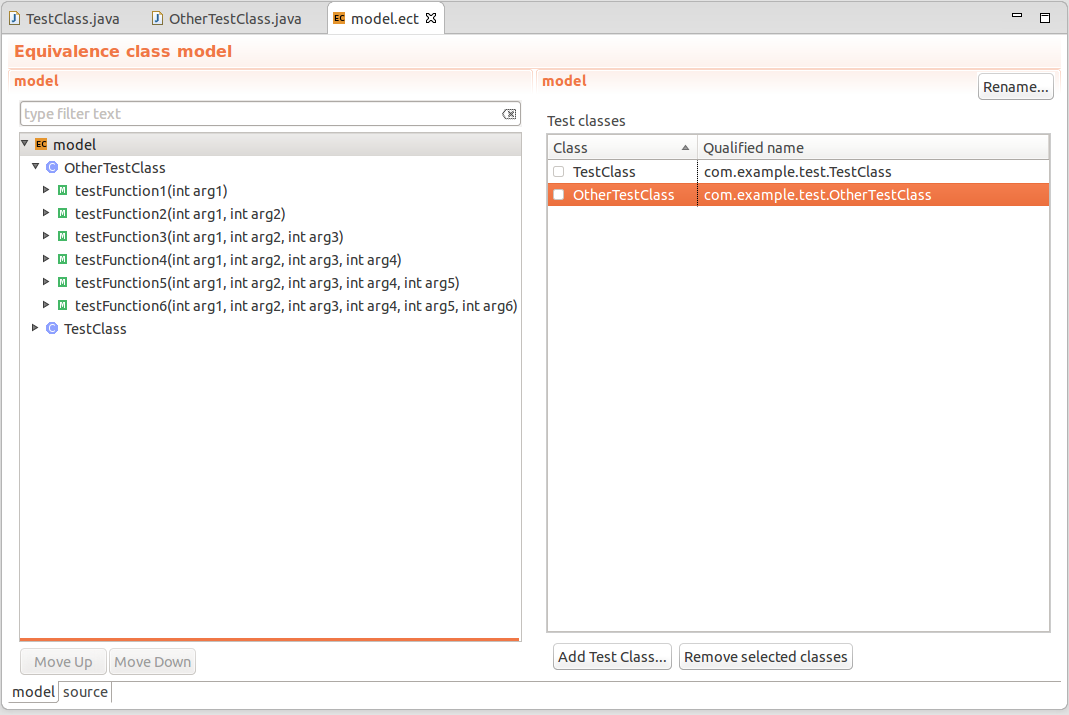 TestClass.java OtherTestClass.java EC model.ect
Equivalence class model
model
type filter text
EC model
C OtherTestClass
M testFunction1(int arg1)
M testFunction2(int arg1, int arg2)
M testFunction3(int arg1, int arg2, int arg3)
M testFunction4(int arg1, int arg2, int arg3, int arg4)
M testFunction5(int arg1, int arg2, int arg3, int arg4, int arg5)
M testFunction6(int arg1, int arg2, int arg3, int arg4, int arg5, int arg6)
C TestClass
Move Up Move Down
model Rename...
Test classes
Class Qualified name
TestClass com.example.test.TestClass
OtherTestClass com.example.test.OtherTestClass
Add Test Class... Remove selected classes
model source